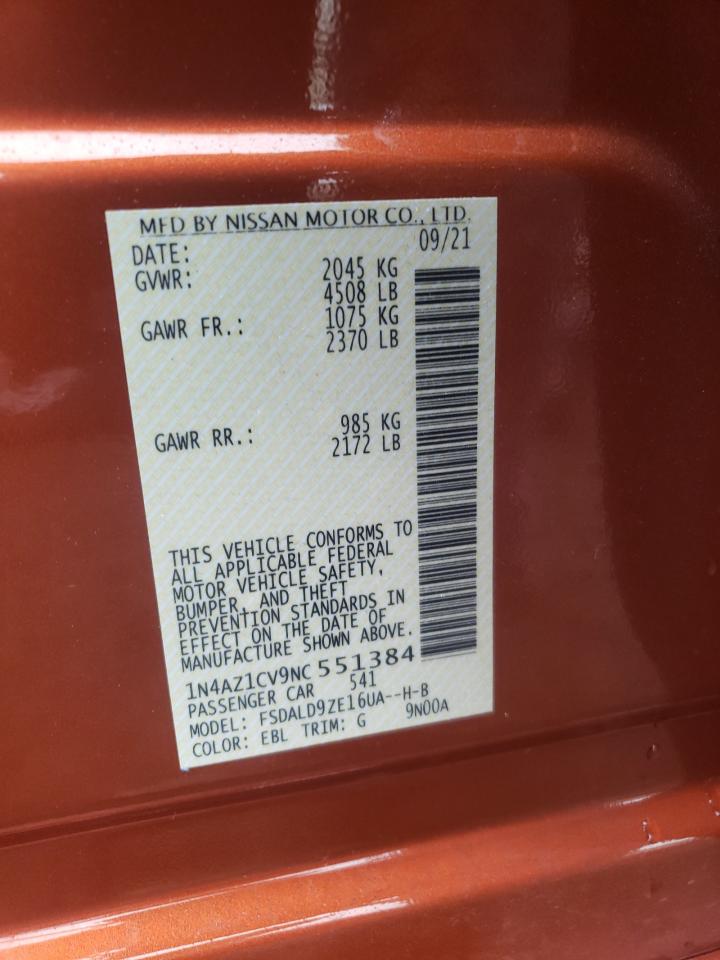 MFD BY NISSAN MOTOR CO., LTD.
DATE: 09/21
GVWR: 2045 KG
4508 LB
GAWR FR.: 1075 KG
2370 LB
GAWR RR.: 985 KG
2172 LB
THIS VEHICLE CONFORMS TO
ALL APPLICABLE FEDERAL
MOTOR VEHICLE SAFETY,
BUMPER, AND THEFT
PREVENTION STANDARDS IN
EFFECT ON THE DATE OF
MANUFACTURE SHOWN ABOVE.
1N4AZ1CV9NC 551384
PASSENGER CAR 541
MODEL: FSDALD9ZE16UA--H-B
COLOR: EBL TRIM: G 9N00A